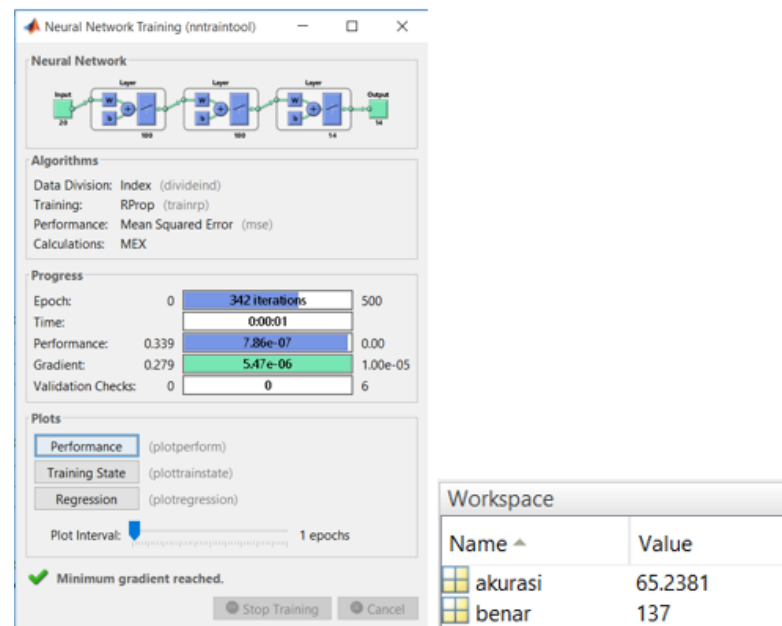 Neural Network Training (nntraintool)
Neural Network
Layer Layer Layer
Input W W W Output
b b b
20 100 100 14 14
Algorithms
Data Division: Index (divideind)
Training: RProp (trainrp)
Performance: Mean Squared Error (mse)
Calculations: MEX
Progress
Epoch: 0 342 iterations 500
Time: 0:00:01
Performance: 0.339 7.86e-07 0.00
Gradient: 0.279 5.47e-06 1.00e-05
Validation Checks: 0 0 6
Plots
Performance (plotperform)
Training State (plottrainstate)
Regression (plotregression)
Plot Interval: 1 epochs
Minimum gradient reached.
Stop Training Cancel
Workspace
Name Value
akurasi 65.2381
benar 137